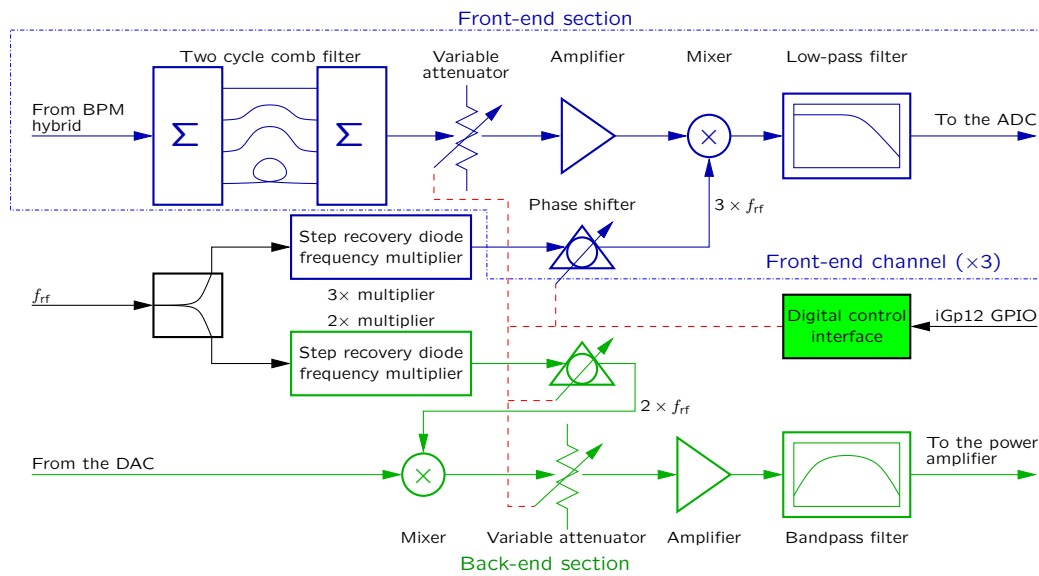 Front-end section
Two cycle comb filter
Variable
attenuator
Amplifier
Mixer
Low-pass filter
From BPM
hybrid
Σ
Σ
×
To the ADC
Phase shifter
3 × frf
Step recovery diode
frequency multiplier
Front-end channel (×3)
frf
3× multiplier
2× multiplier
Digital control
interface
iGp12 GPIO
Step recovery diode
frequency multiplier
2 × frf
From the DAC
×
To the power
amplifier
Mixer
Variable attenuator
Amplifier
Bandpass filter
Back-end section